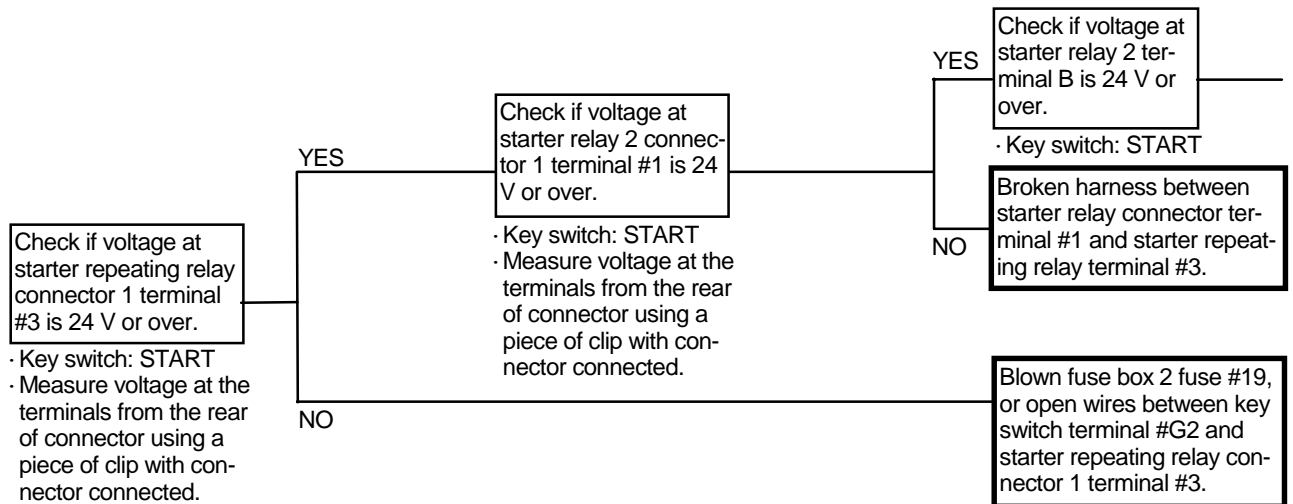 Check if voltage at
starter repeating relay
connector 1 terminal
#3 is 24 V or over.
· Key switch: START
· Measure voltage at the
terminals from the rear
of connector using a
piece of clip with con-
nector connected.
YES
Check if voltage at
starter relay 2 connec-
tor 1 terminal #1 is 24
V or over.
· Key switch: START
· Measure voltage at the
terminals from the rear
of connector using a
piece of clip with con-
nector connected.
YES
Check if voltage at
starter relay 2 ter-
minal B is 24 V or
over.
· Key switch: START
NO
Broken harness between
starter relay connector ter-
minal #1 and starter repeat-
ing relay terminal #3.
NO
Blown fuse box 2 fuse #19,
or open wires between key
switch terminal #G2 and
starter repeating relay con-
nector 1 terminal #3.